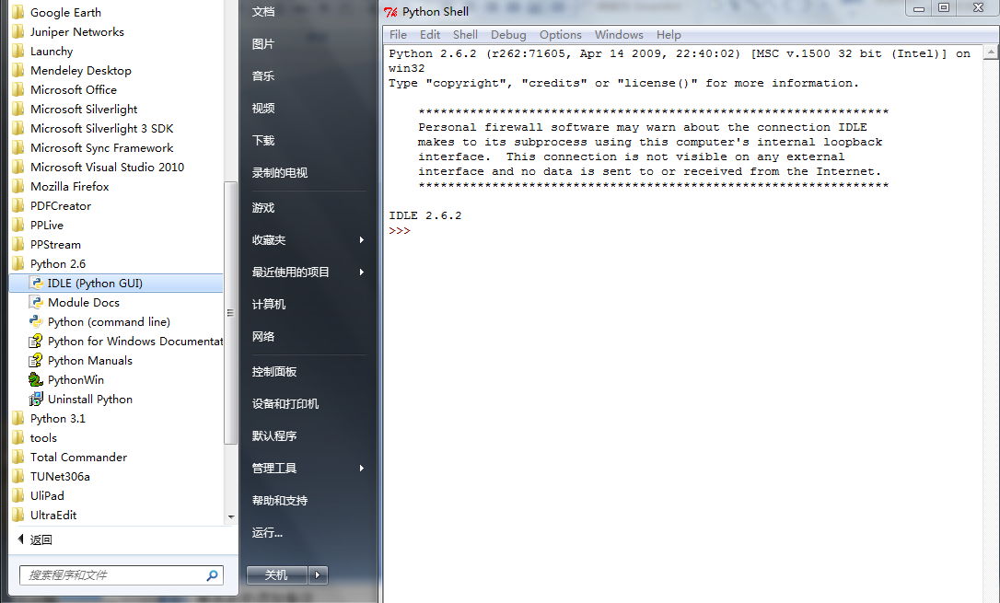 Google Earth
Juniper Networks
Launchy
Mendeley Desktop
Microsoft Office
Microsoft Silverlight
Microsoft Silverlight 3 SDK
Microsoft Sync Framework
Microsoft Visual Studio 2010
Mozilla Firefox
PDFCreator
PPLive
PPStream
Python 2.6
IDLE (Python GUI)
Module Docs
Python (command line)
Python for Windows Documentat
Python Manuals
PythonWin
Uninstall Python
Python 3.1
tools
Total Commander
TUNet306a
UliPad
UltraEdit
返回
搜索程序和文件
文档
图片
音乐
视频
下载
录制的电视
游戏
收藏夹
最近使用的项目
计算机
网络
控制面板
设备和打印机
默认程序
管理工具
帮助和支持
运行...
关机
Python Shell
File Edit Shell Debug Options Windows Help
Python 2.6.2 (r262:71605, Apr 14 2009, 22:40:02) [MSC v.1500 32 bit (Intel)] on
win32
Type "copyright", "credits" or "license()" for more information.
****************************************************************
Personal firewall software may warn about the connection IDLE
makes to its subprocess using this computer's internal loopback
interface.  This connection is not visible on any external
interface and no data is sent to or received from the Internet.
****************************************************************
IDLE 2.6.2
>>>